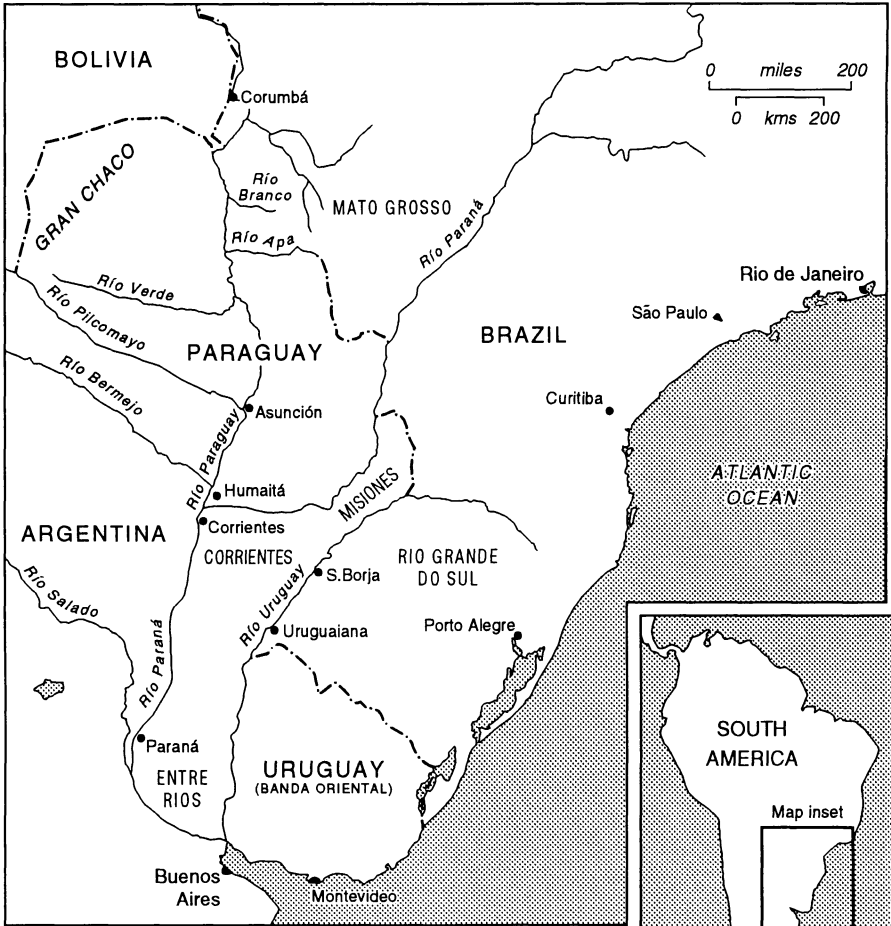 BOLIVIA
Corumbá
0 miles 200
0 kms 200
GRAN CHACO
Río
Branco
MATO GROSSO
Río Paraná
Río Apa
Río Verde
Río Pilcomayo
Río Bermejo
PARAGUAY
BRAZIL
Rio de Janeiro
São Paulo
Asunción
Curitiba
Río Paraguay
Humaitá
MISIONES
ATLANTIC
OCEAN
ARGENTINA
Corrientes
CORRIENTES
RIO GRANDE
DO SUL
S.Borja
Río Salado
Río Uruguay
Uruguaiana
Porto Alegre
Río Paraná
Paraná
ENTRE
RIOS
URUGUAY
(BANDA ORIENTAL)
Buenos
Aires
Montevideo
SOUTH
AMERICA
Map inset